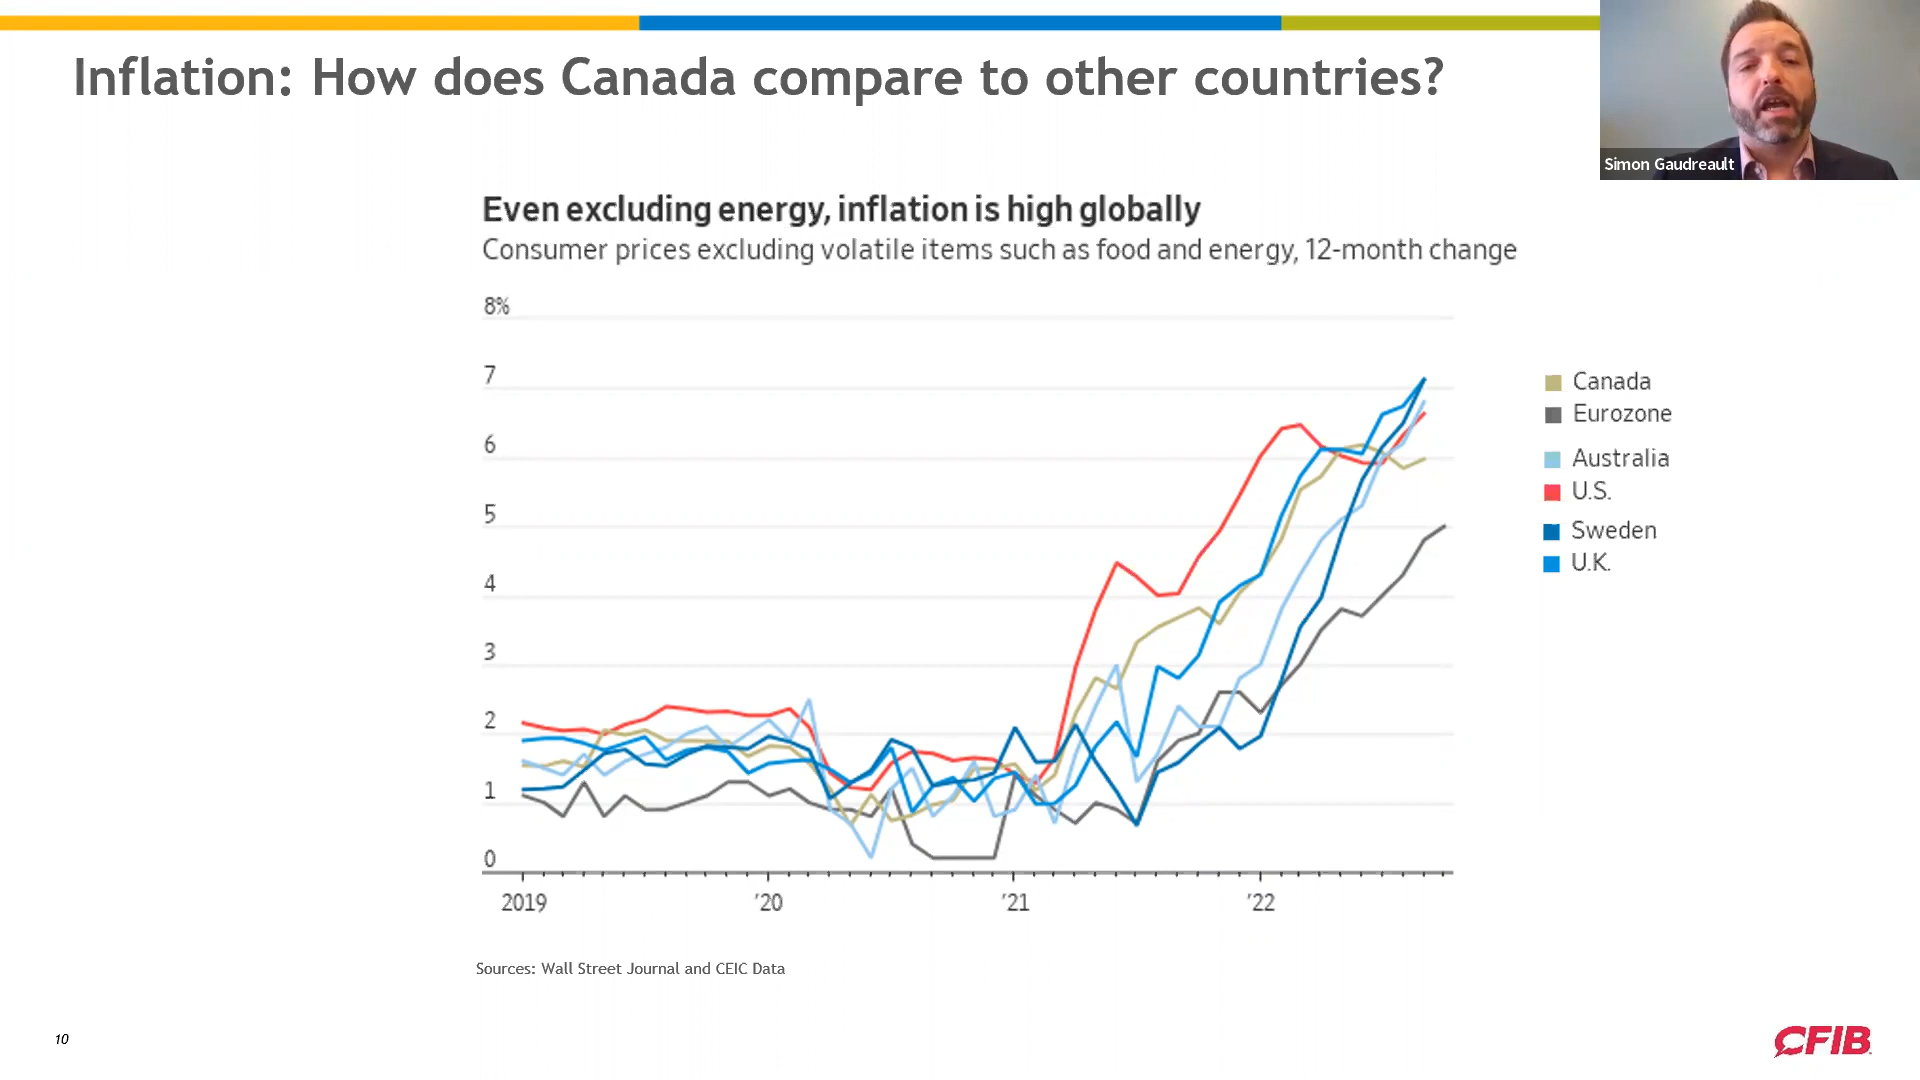 Inflation: How does Canada compare to other countries?
Simon Gaudreault
Even excluding energy, inflation is high globally
Consumer prices excluding volatile items such as food and energy, 12-month change
8%
7
6
5
4
3
2
1
0
2019 '20 '21 '22
Canada
Eurozone
Australia
U.S.
Sweden
U.K.
Sources: Wall Street Journal and CEIC Data
10
CFIB